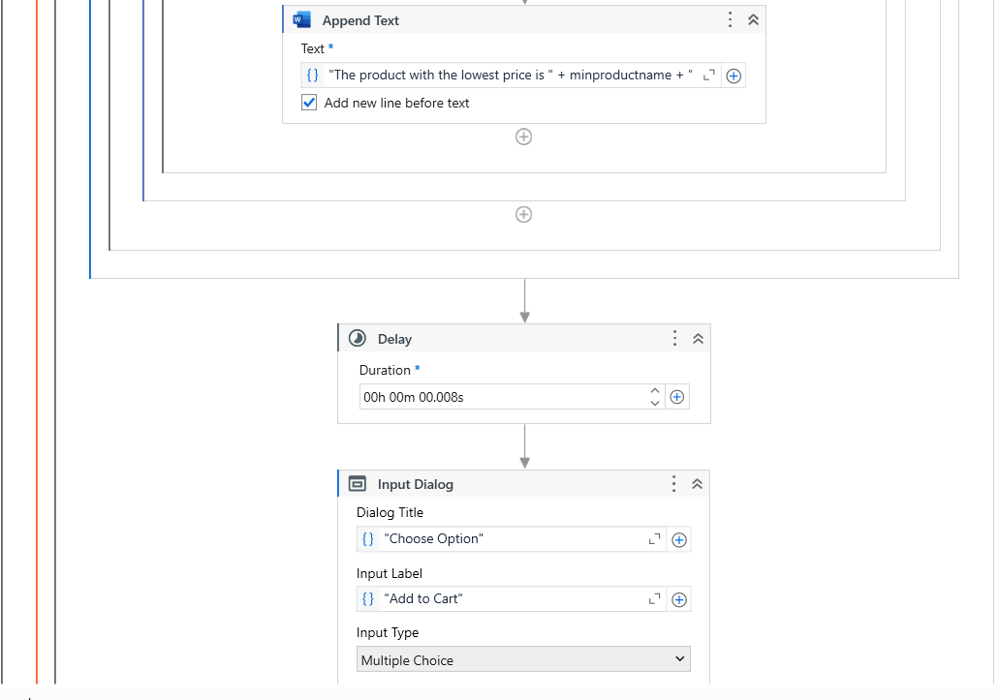 Append Text
Text *
{} "The product with the lowest price is " + minproductname + "
Add new line before text
Delay
Duration *
00h 00m 00.008s
Input Dialog
Dialog Title
{} "Choose Option"
Input Label
{} "Add to Cart"
Input Type
Multiple Choice